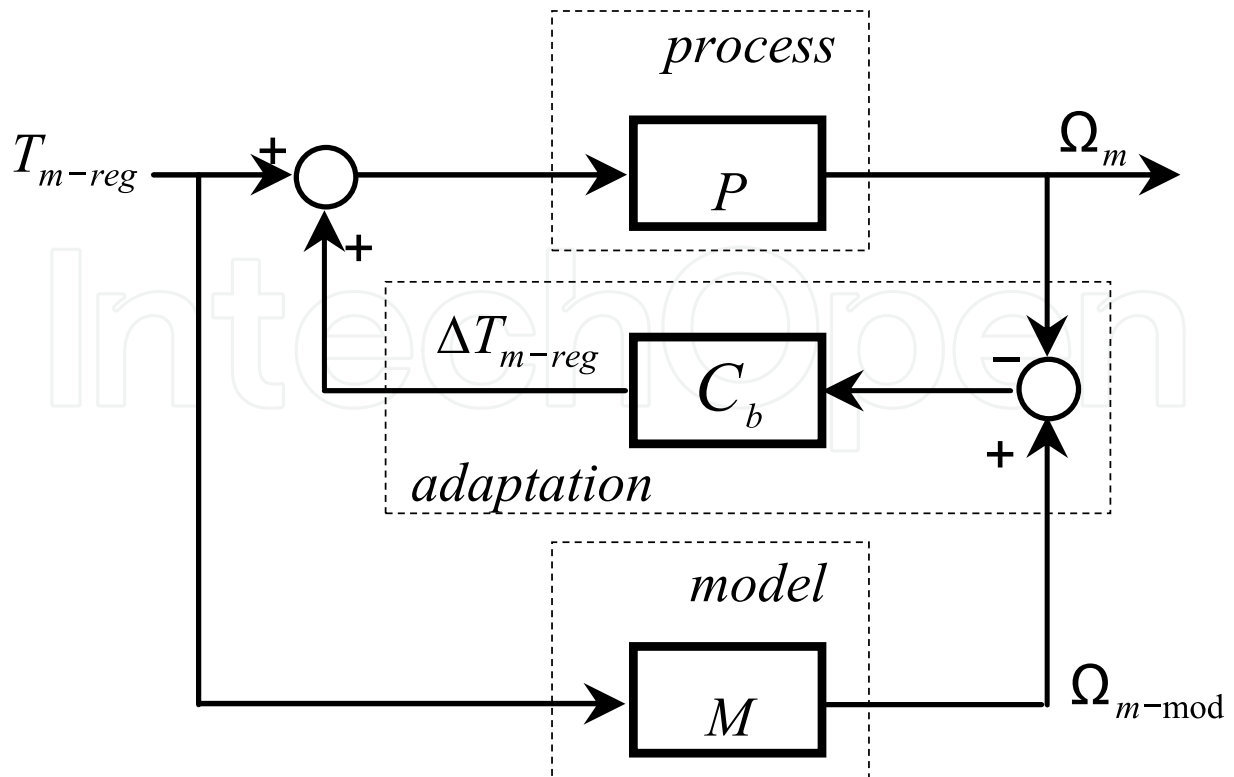 process
T_{m-reg}
+
P
Ω_m
+
ΔT_{m-reg}
C_b
−
+
adaptation
model
M
Ω_{m-mod}
IntechOpen